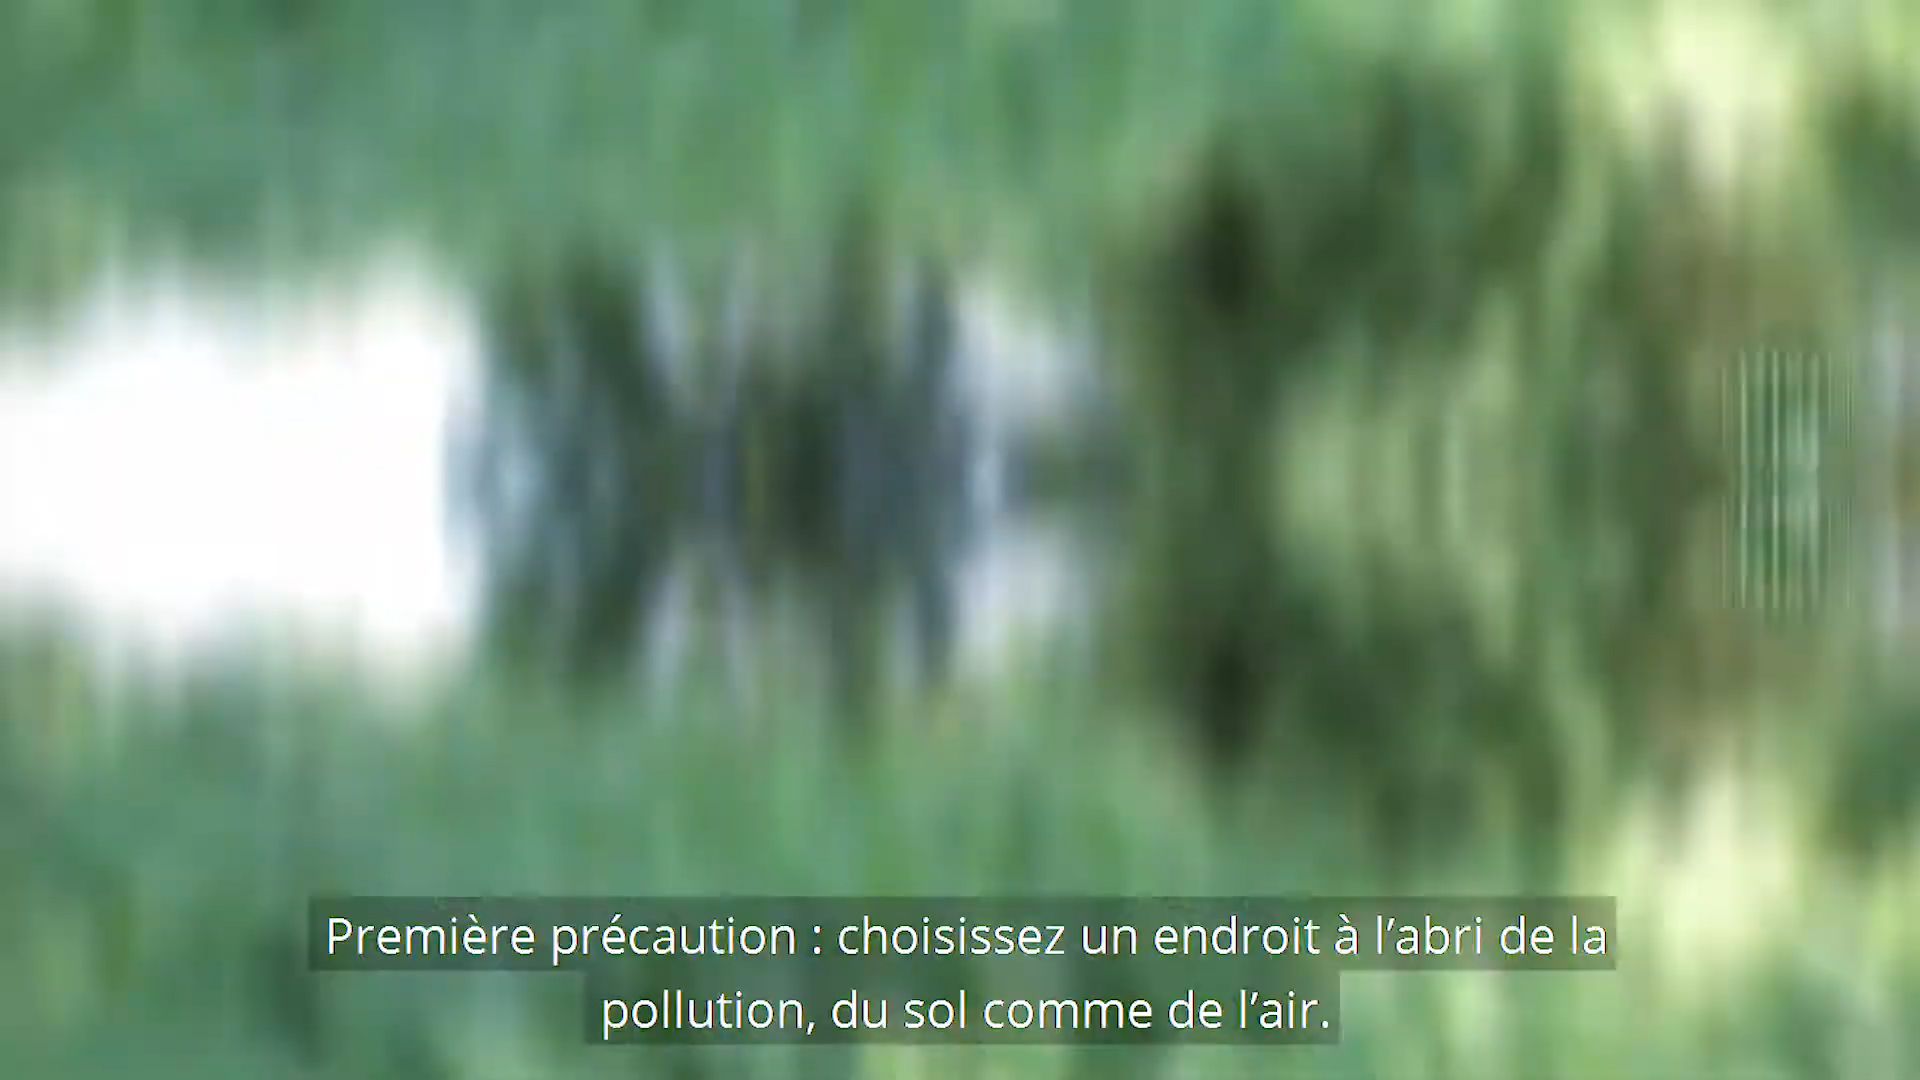 Première précaution : choisissez un endroit à l’abri de la
pollution, du sol comme de l’air.